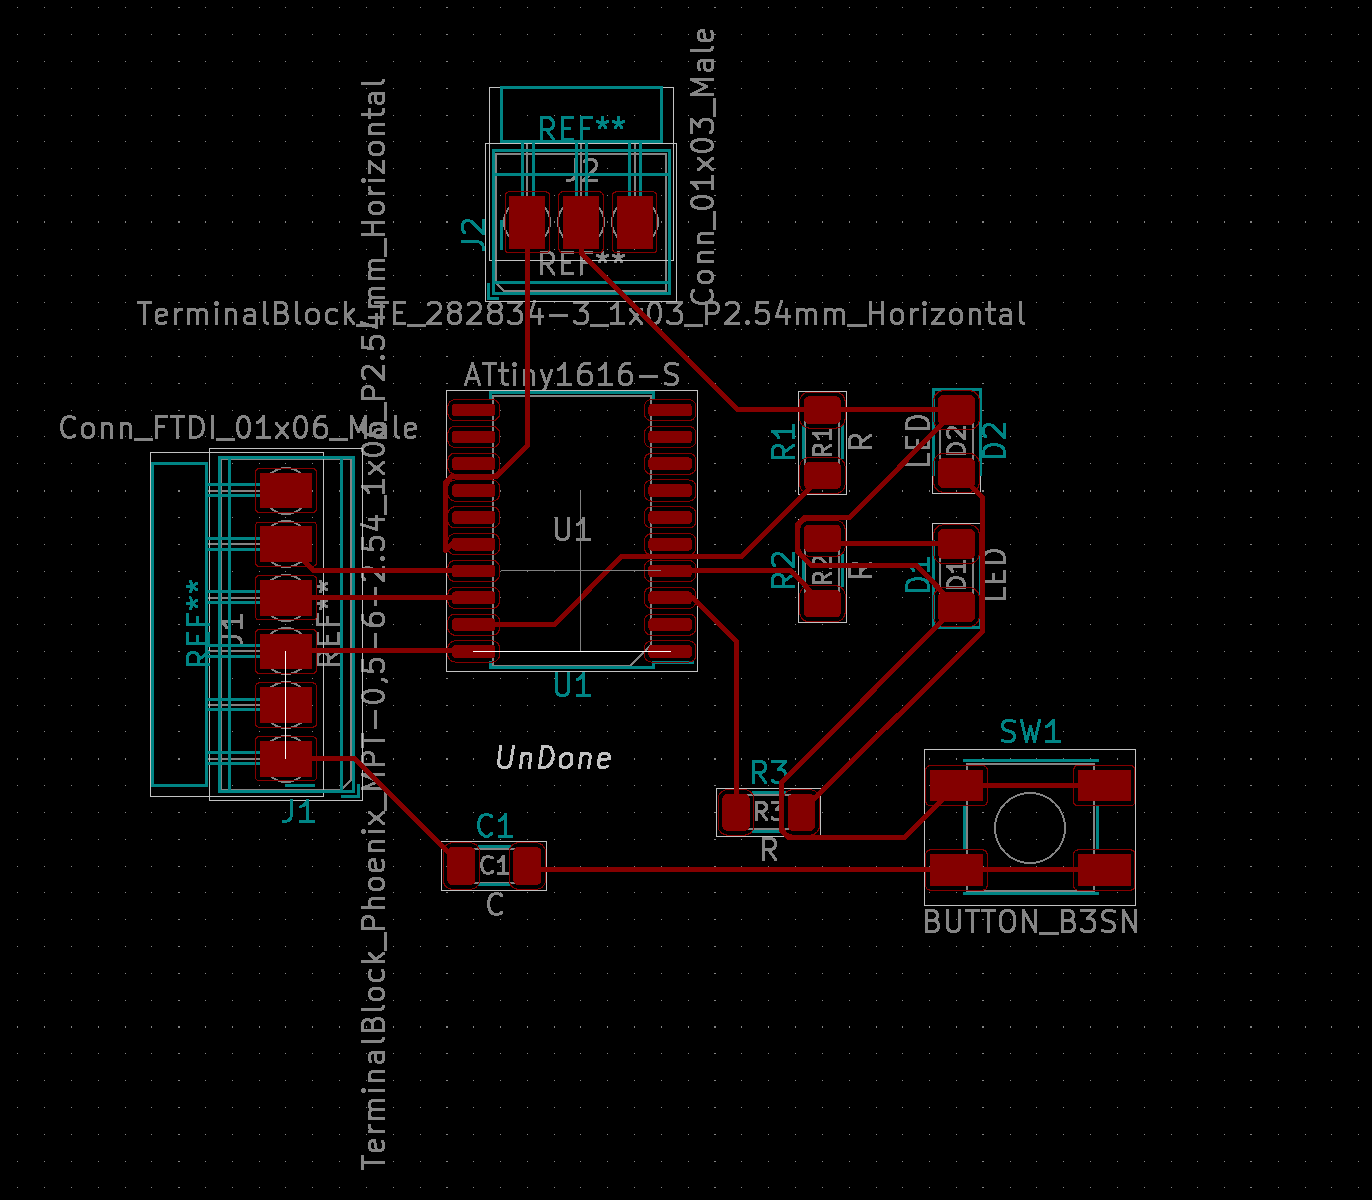 Conn_01x03_Male
REF**
J2
J2
REF**
TerminalBlock_TE_282834-3_1x03_P2.54mm_Horizontal
TerminalBlock_Phoenix_MPT-0,5-6-2.54_1x06_P2.54mm_Horizontal
ATtiny1616-S
Conn_FTDI_01x06_Male
R1
R1
R
LED
D2
D2
U1
R2
R2
R
D1
D1
LED
REF**
J1
REF**
U1
UnDone
SW1
R3
R3
R
J1
C1
C1
C
BUTTON_B3SN